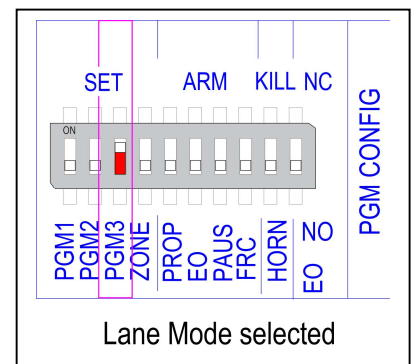 SET ARM KILL NC
ON
PGM1
PGM2
PGM3
ZONE
PROP
EO
PAUS
FRC
HORN
NO
EO
PGM CONFIG
Lane Mode selected